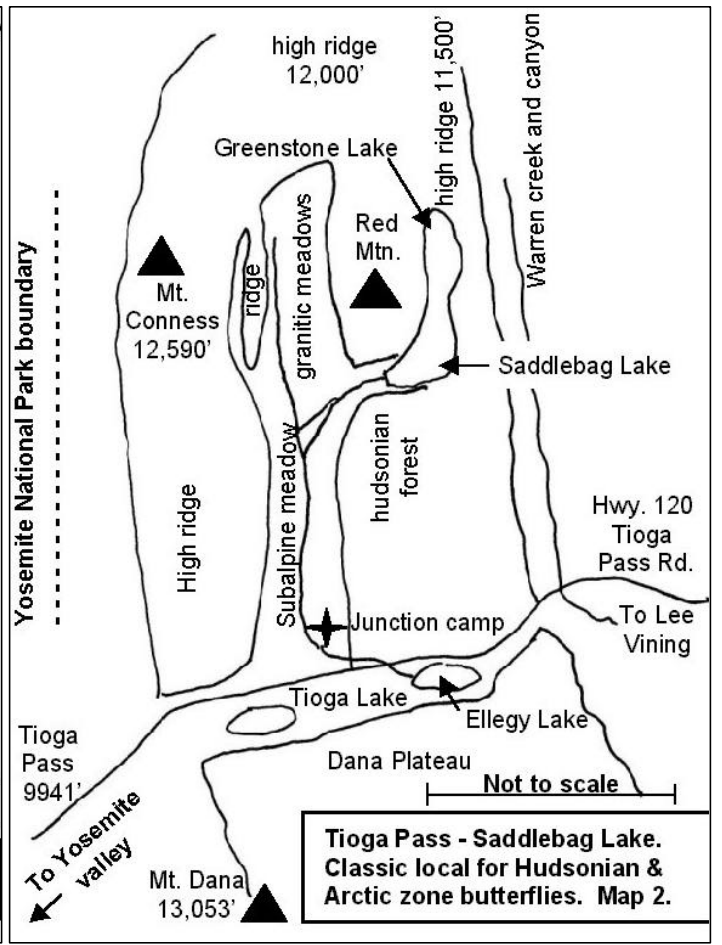 high ridge
12,000'
high ridge 11,500'
Warren creek and canyon
Greenstone Lake
granitic meadows
Red
Mtn.
Yosemite National Park boundary
ridge
Mt.
Conness
12,590'
Saddlebag Lake
Subalpine meadow
hudsonian
forest
High ridge
Hwy. 120
Tioga
Pass Rd.
Junction camp
To Lee
Vining
Tioga Lake
Ellegy Lake
Tioga
Pass
9941'
Dana Plateau
Not to scale
To Yosemite
valley
Mt. Dana
13,053'
Tioga Pass - Saddlebag Lake.
Classic local for Hudsonian &
Arctic zone butterflies. Map 2.